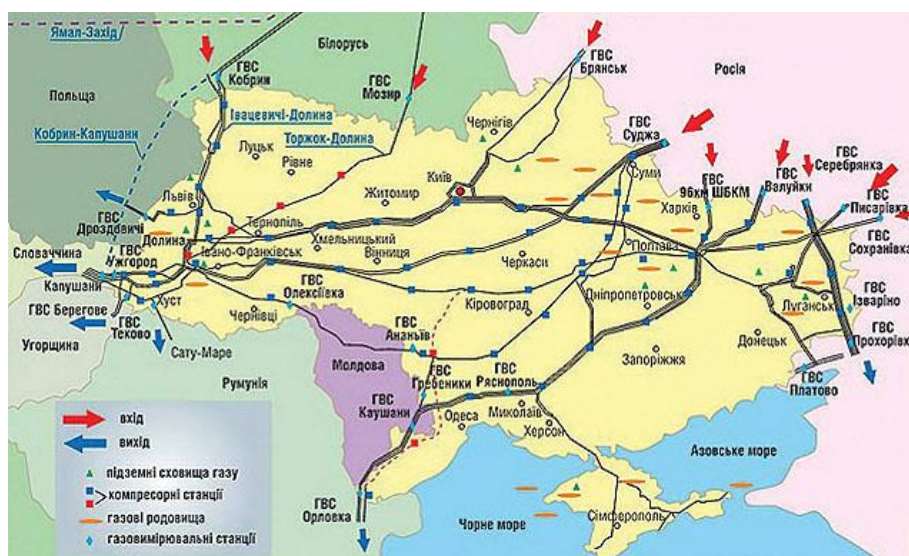 Ямал-Захід
Білорусь
ГВС
Кобрин
ГВС
Мозир
ГВС
Брянськ
Росія
Польща
Кобрин-Капушани
Івацевичі-Долина
Торжок-Долина
Чернігів
ГВС
Суджа
Луцьк
Рівне
Житомир
Київ
Суми
Харків
ГВС
96км ШБКМ
ГВС
Валуйки
ГВС
Серебрянка
ГВС
Писарівка
ГВС
Сохранівка
Львів
ГВС
Дроздовичі
Долина
Тернопіль
Івано-Франківськ
Хмельницький
Вінниця
Черкаси
Полтава
Словаччина
Капушани
ГВС
Ужгород
ГВС Берегове
ГВС
Теково
Хуст
Чернівці
ГВС
Олексіївка
Кіровоград
Дніпропетровськ
Луганськ
ГВС
Ізваріно
Угорщина
Сату-Маре
ГВС
Ананьїв
Донецьк
ГВС
Прохорівка
Румунія
Молдова
ГВС
Гребеники
ГВС
Рясνοпол
Запоріжжя
ГВС
Платово
ГВС
Каушани
Одеса
Миколаїв
Херсон
Азовське море
ГВС
Орловка
Чорне море
Сімферополь
вхід
вихід
підземні сховища газу
компресорні станції
газові родовища
газовимірювальні станції